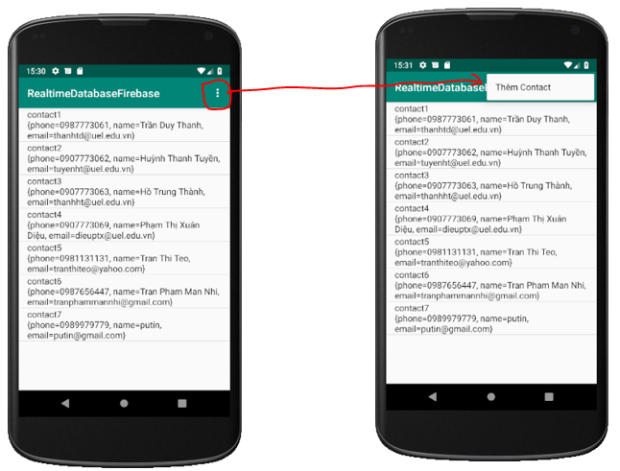 15:30
RealtimeDatabaseFirebase
contact1
{phone=0987773061, name=Trần Duy Thanh,
email=thanhtd@uel.edu.vn}
contact2
{phone=0987773062, name=Huỳnh Thanh Tuyền,
email=tuyenht@uel.edu.vn}
contact3
{phone=0907773063, name=Hồ Trung Thành,
email=thanhht@uel.edu.vn}
contact4
{phone=0907773069, name=Phạm Thị Xuân
Diệu, email=dieuptx@uel.edu.vn}
contact5
{phone=0981131131, name=Tran Thi Teo,
email=tranthiteo@yahoo.com}
contact6
{phone=0987656447, name=Tran Pham Man Nhi,
email=tranphammannhi@gmail.com}
contact7
{phone=0989979779, name=putin,
email=putin@gmail.com}
15:31
RealtimeDatabase
Thêm Contact
contact1
{phone=0987773061, name=Trần Duy Thanh,
email=thanhtd@uel.edu.vn}
contact2
{phone=0987773062, name=Huỳnh Thanh Tuyền,
email=tuyenht@uel.edu.vn}
contact3
{phone=0907773063, name=Hồ Trung Thành,
email=thanhht@uel.edu.vn}
contact4
{phone=0907773069, name=Phạm Thị Xuân
Diệu, email=dieuptx@uel.edu.vn}
contact5
{phone=0981131131, name=Tran Thi Teo,
email=tranthiteo@yahoo.com}
contact6
{phone=0987656447, name=Tran Pham Man Nhi,
email=tranphammannhi@gmail.com}
contact7
{phone=0989979779, name=putin,
email=putin@gmail.com}